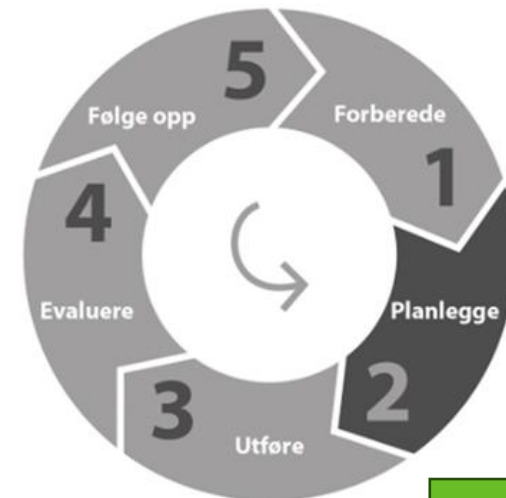 1
Forberede
2
Planlegge
3
Utføre
4
Evaluere
5
Følge opp